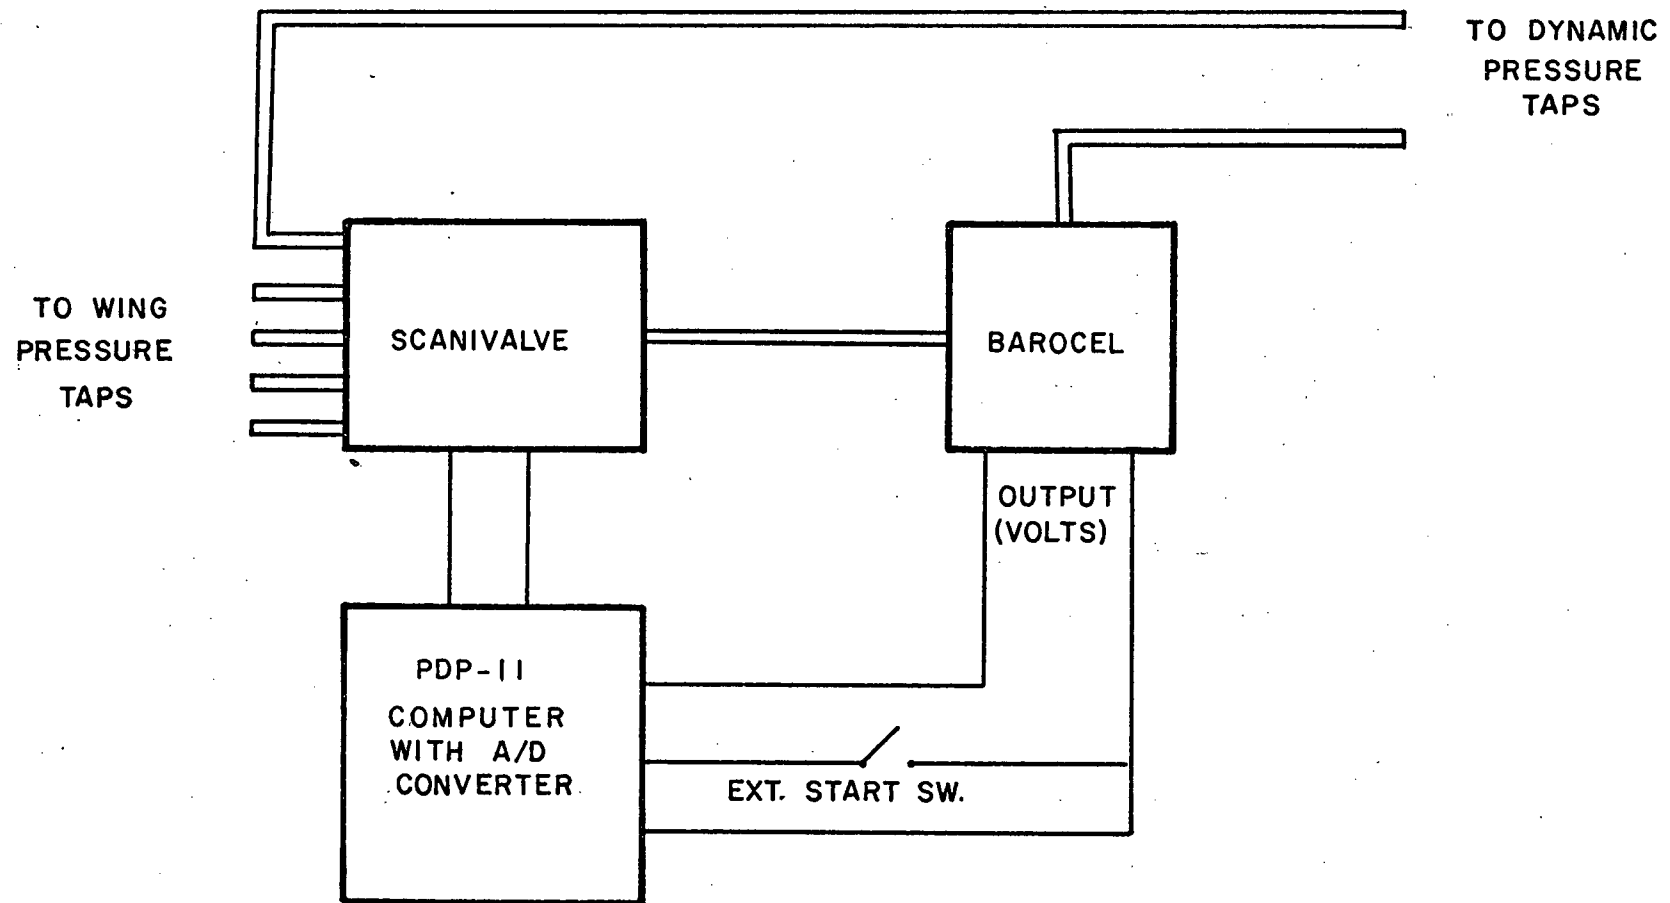 TO DYNAMIC
PRESSURE
TAPS
TO WING
PRESSURE
TAPS
SCANIVALVE
BAROCEL
OUTPUT
(VOLTS)
PDP-11
COMPUTER
WITH A/D
CONVERTER
EXT. START SW.